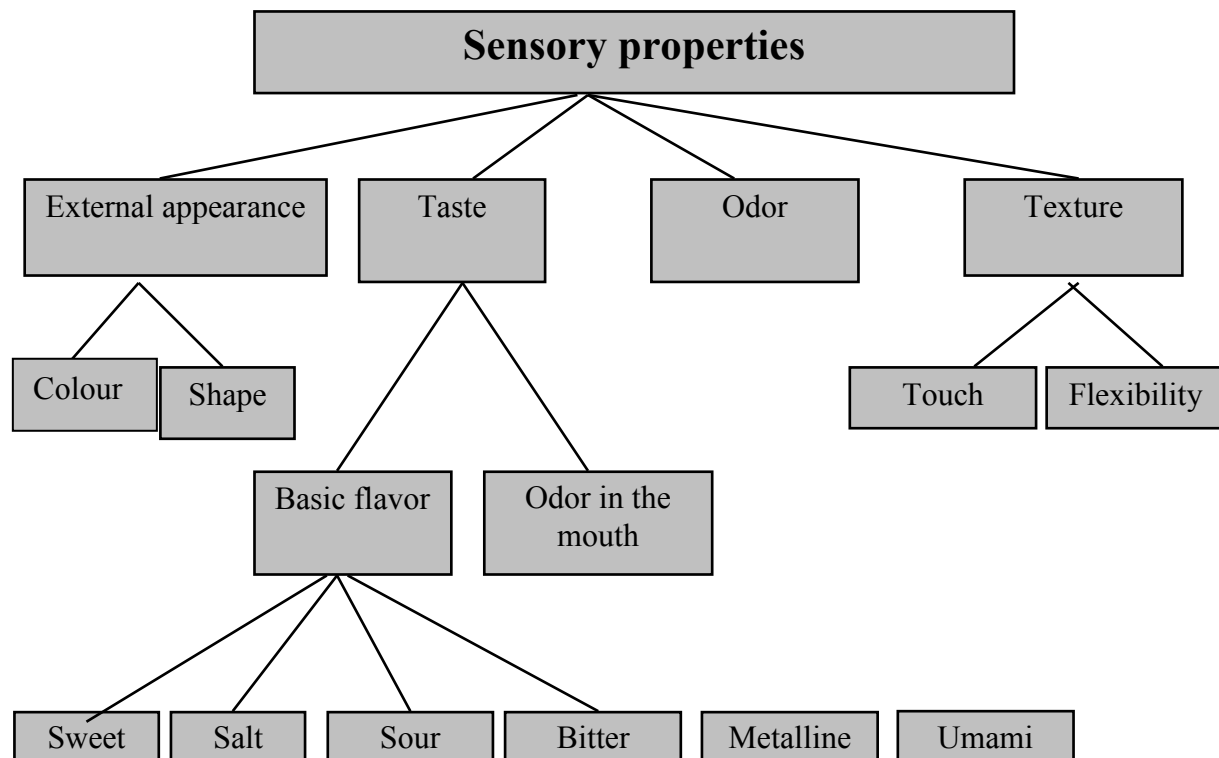 Sensory properties
External appearance
Taste
Odor
Texture
Colour
Shape
Touch
Flexibility
Basic flavor
Odor in the
mouth
Sweet
Salt
Sour
Bitter
Metalline
Umami